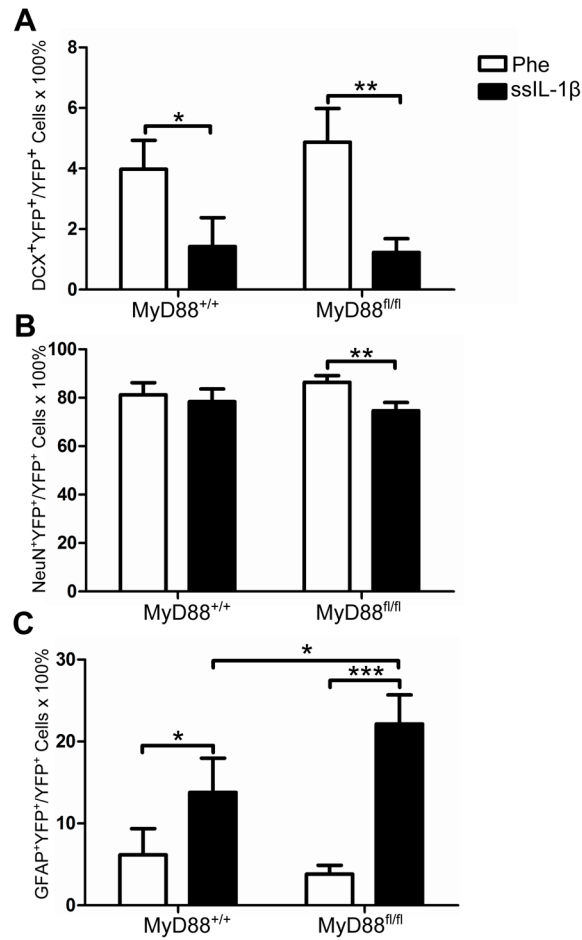 A
DCX⁺YFP⁺/YFP⁺ Cells x 100%
8
6
4
2
0
*
**
Phe
ssIL-1β
MyD88⁺/⁺
MyD88ᶠˡ/ᶠˡ
B
NeuN⁺YFP⁺/YFP⁺ Cells x 100%
100
80
60
40
20
0
**
MyD88⁺/⁺
MyD88ᶠˡ/ᶠˡ
C
GFAP⁺YFP⁺/YFP⁺ Cells x 100%
30
20
10
0
*
*
***
MyD88⁺/⁺
MyD88ᶠˡ/ᶠˡ